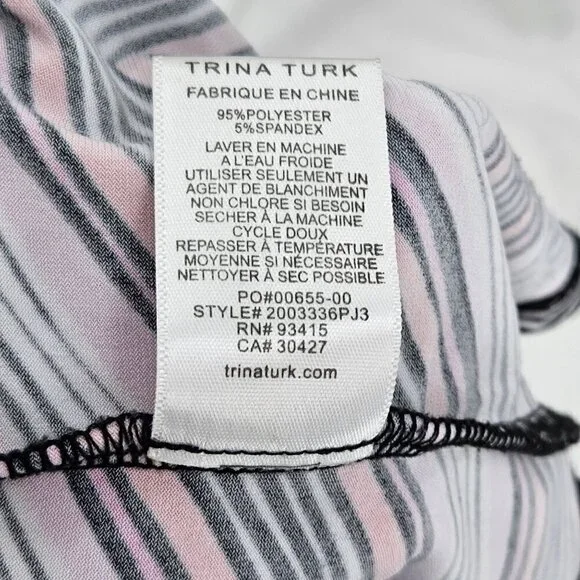 TRINA TURK
FABRIQUE EN CHINE
95%POLYESTER
5%SPANDEX
LAVER EN MACHINE
A L'EAU FROIDE
UTILISER SEULEMENT UN
AGENT DE BLANCHIMENT
NON CHLORE SI BESOIN
SECHER À LA MACHINE
CYCLE DOUX
REPASSER À TEMPÉRATURE
MOYENNE SI NÉCESSAIRE
NETTOYER À SEC POSSIBLE
PO#00655-00
STYLE# 2003336PJ3
RN# 93415
CA# 30427
trinaturk.com